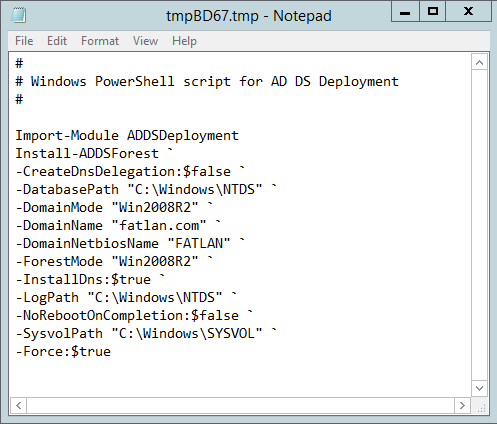 tmpBD67.tmp - Notepad
File Edit Format View Help
#
# Windows PowerShell script for AD DS Deployment
#
Import-Module ADDSDeployment
Install-ADDSForest `
-CreateDnsDelegation:$false `
-DatabasePath "C:\Windows\NTDS" `
-DomainMode "Win2008R2" `
-DomainName "fatlan.com" `
-DomainNetbiosName "FATLAN" `
-ForestMode "Win2008R2" `
-InstallDns:$true `
-LogPath "C:\Windows\NTDS" `
-NoRebootOnCompletion:$false `
-SysvolPath "C:\Windows\SYSVOL" `
-Force:$true